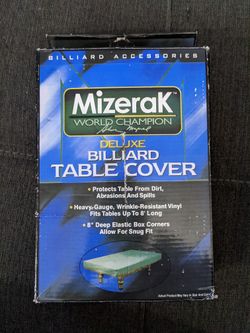 BILLIARD ACCESSORIES
MIZERAK™
WORLD CHAMPION
DELUXE
BILLIARD
TABLE COVER
• Protects Table From Dirt,
Abrasions and Spills
• Heavy-Gauge, Wrinkle-Resistant Vinyl
Fits Tables Up To 8' Long
• 8" Deep Elastic Box Corners
Allow For Snug Fit